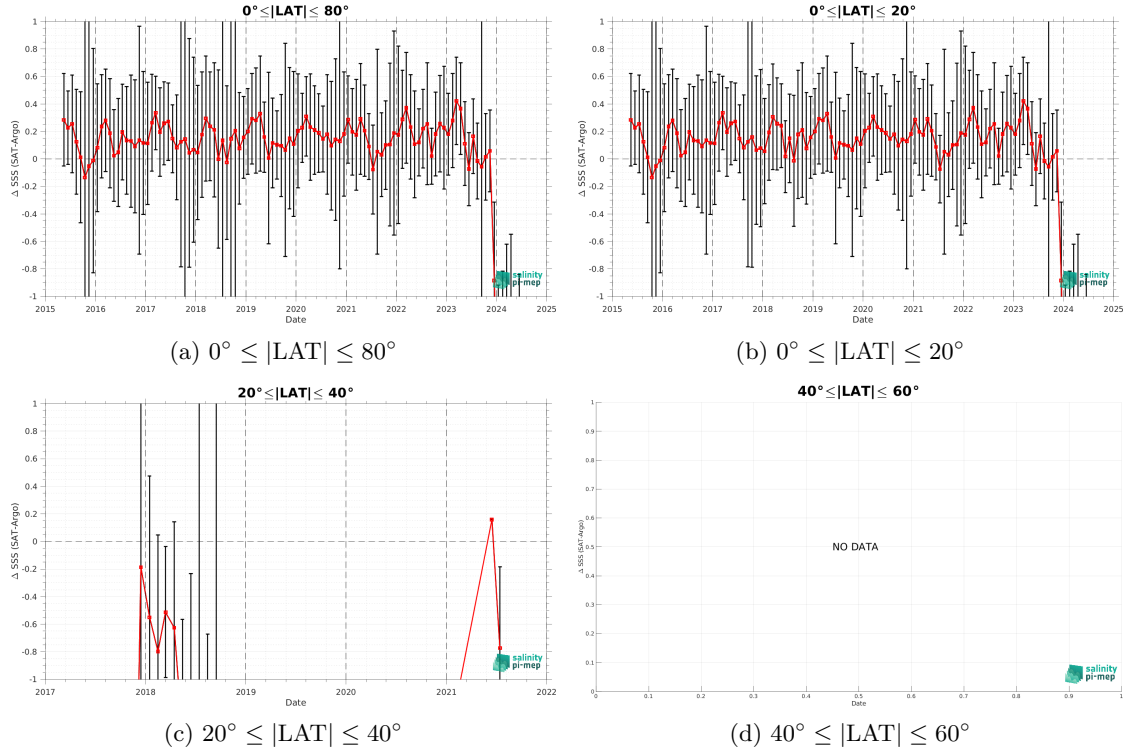 0°≤|LAT|≤ 80°
Δ SSS (SAT-Argo)
1
0.8
0.6
0.4
0.2
0
-0.2
-0.4
-0.6
-0.8
-1
2015 2016 2017 2018 2019 2020 2021 2022 2023 2024 2025
Date
salinity
pi-mep
(a) 0° ≤ |LAT| ≤ 80°
0°≤|LAT|≤ 20°
Δ SSS (SAT-Argo)
1
0.8
0.6
0.4
0.2
0
-0.2
-0.4
-0.6
-0.8
-1
2015 2016 2017 2018 2019 2020 2021 2022 2023 2024 2025
Date
salinity
pi-mep
(b) 0° ≤ |LAT| ≤ 20°
20°≤|LAT|≤ 40°
Δ SSS (SAT-Argo)
1
0.8
0.6
0.4
0.2
0
-0.2
-0.4
-0.6
-0.8
-1
2017 2018 2019 2020 2021 2022
Date
salinity
pi-mep
(c) 20° ≤ |LAT| ≤ 40°
40°≤|LAT|≤ 60°
Δ SSS (SAT-Argo)
1
0.9
0.8
0.7
0.6
0.5
0.4
0.3
0.2
0.1
0
NO DATA
0 0.1 0.2 0.3 0.4 0.5 0.6 0.7 0.8 0.9 1
Date
salinity
pi-mep
(d) 40° ≤ |LAT| ≤ 60°